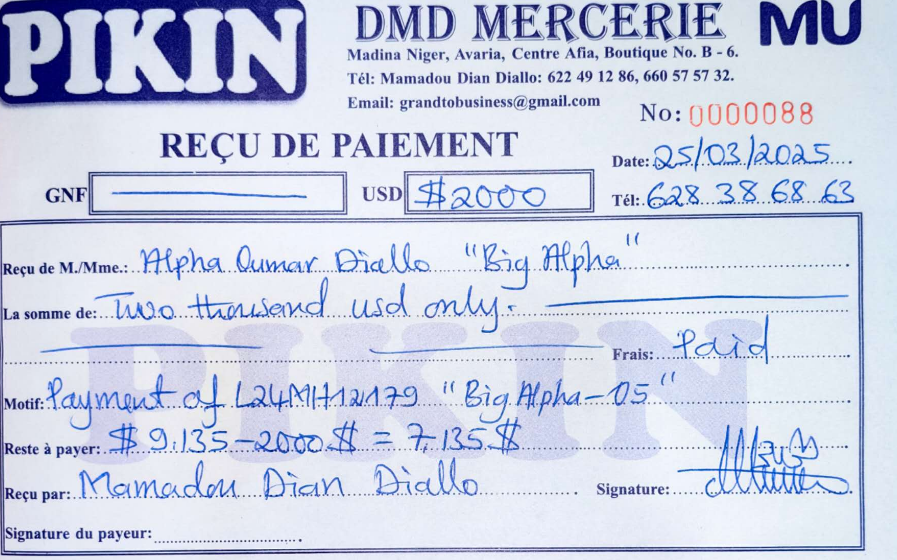 PIKIN
DMD MERCERIE
MU
Madina Niger, Avaria, Centre Afia, Boutique No. B - 6.
Tél: Mamadou Dian Diallo: 622 49 12 86, 660 57 57 32.
Email: grandtobusiness@gmail.com
No: 0000088
REÇU DE PAIEMENT
Date: 25/03/2025
GNF
USD $2000
Tél: 628 38 68 63
Reçu de M./Mme.: Alpha Oumar Diallo "Big Alpha"
La somme de: Two thousand usd only.
Frais: Paid
Motif: Payment of L24MH12179 "Big Alpha-05"
Reste à payer: $ 9.135-2000 $ = 7.135 $
Reçu par: Mamadou Dian Diallo
Signature:
Signature du payeur:
PIKIN